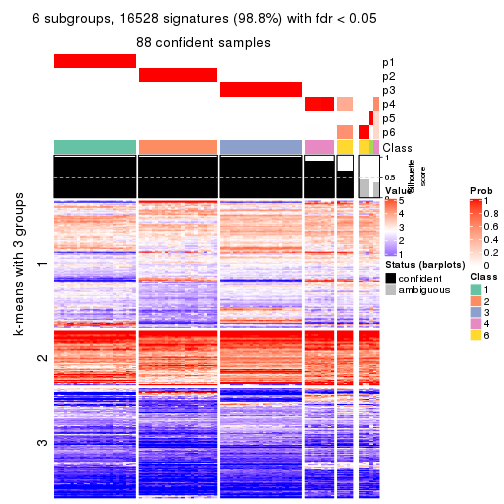 6 subgroups, 16528 signatures (98.8%) with fdr < 0.05
88 confident samples
p1
p2
p3
p4
p5
p6
Class
1
0.5
0
Silhouette
score
k-means with 3 groups
1
2
3
Value
5
4
3
2
1
Status (barplots)
confident
ambiguous
Prob
1
0.8
0.6
0.4
0.2
0
Class
1
2
3
4
6